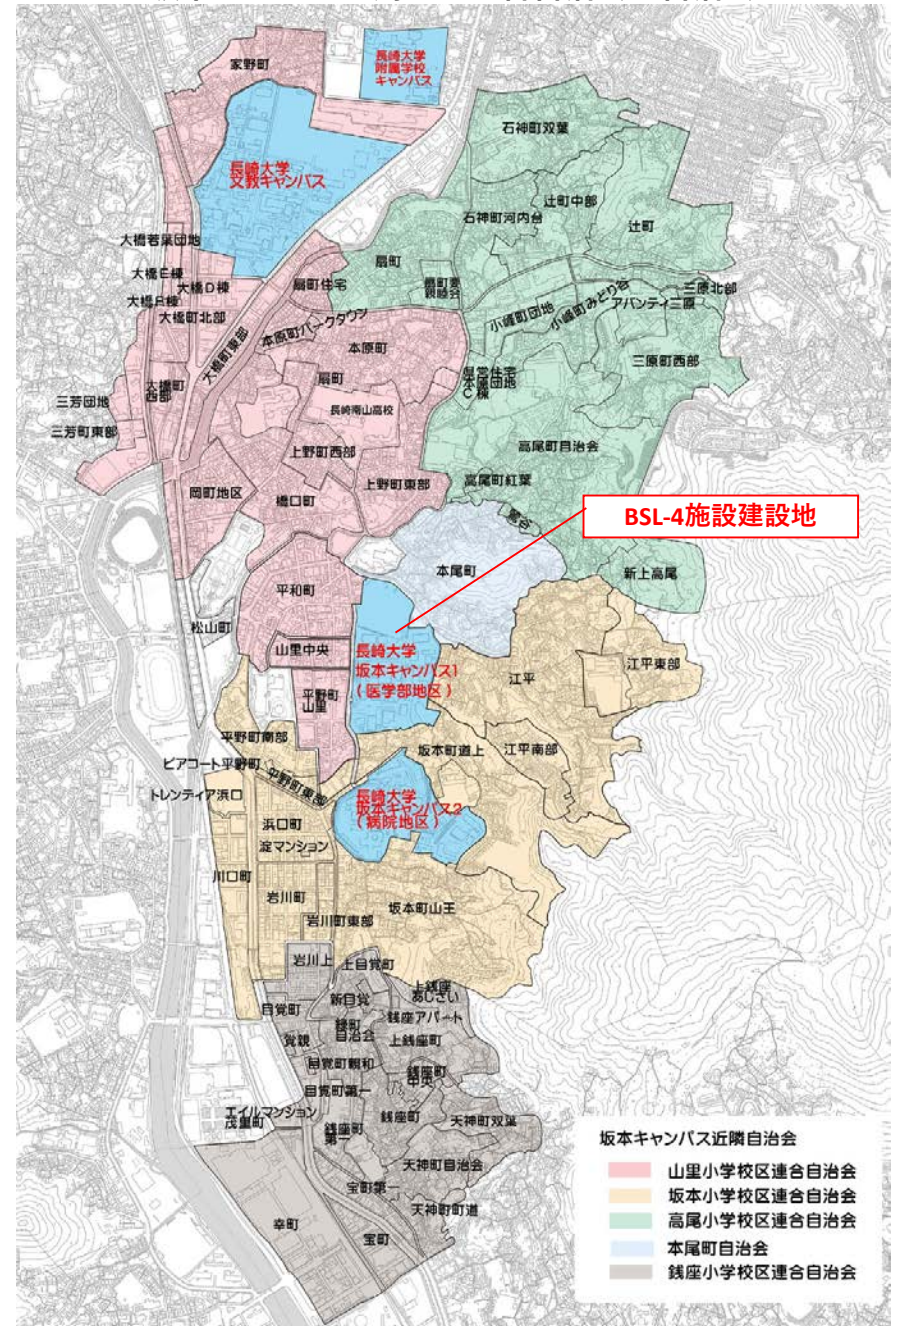 家野町
長崎大学
附属学校
キャンパス
石神町双葉
長崎大学
文教キャンパス
辻町中部
石神町河内台
辻町
大橋若葉団地
扇町
大橋E棟
扇町住宅
扇町東
親睦会
大橋D棟
三原北部
小峰町みどり台
アバンティ三原
大橋町北部
小峰町団地
本原町パークタウン
大橋町東部
本原町
三原町西部
県営住宅
本原団地
C棟
扇町
大橋町
西部
三芳団地
長崎南山高校
三芳町東部
高尾町自治会
上野町西部
高尾町紅葉
上野町東部
岡町地区
橋口町
BSL-4施設建設地
本尾町
新上高尾
平和町
松山町
山里中央
長崎大学
坂本キャンパス1
(医学部地区)
江平
江平東部
平野町
山里
平野町南部
坂本町道上
江平南部
ピアコート平野町
平野町東部
トレンディア浜口
長崎大学
坂本キャンパス2
(病院地区)
浜口町
淀マンション
川口町
岩川町
坂本町山王
岩川町東部
岩川上
上目覚町
上銭座
あじさい
目覚町
新目覚
銭座アパート
緑町
自治会
覚親
上銭座町
目覚町親和
銭座町
中央
目覚町第一
エイルマンション
茂里町
銭座町
天神町双葉
銭座町
第一
天神町自治会
宝町第一
天神町町道
幸町
宝町
坂本キャンパス近隣自治会
山里小学校区連合自治会
坂本小学校区連合自治会
高尾小学校区連合自治会
本尾町自治会
銭座小学校区連合自治会